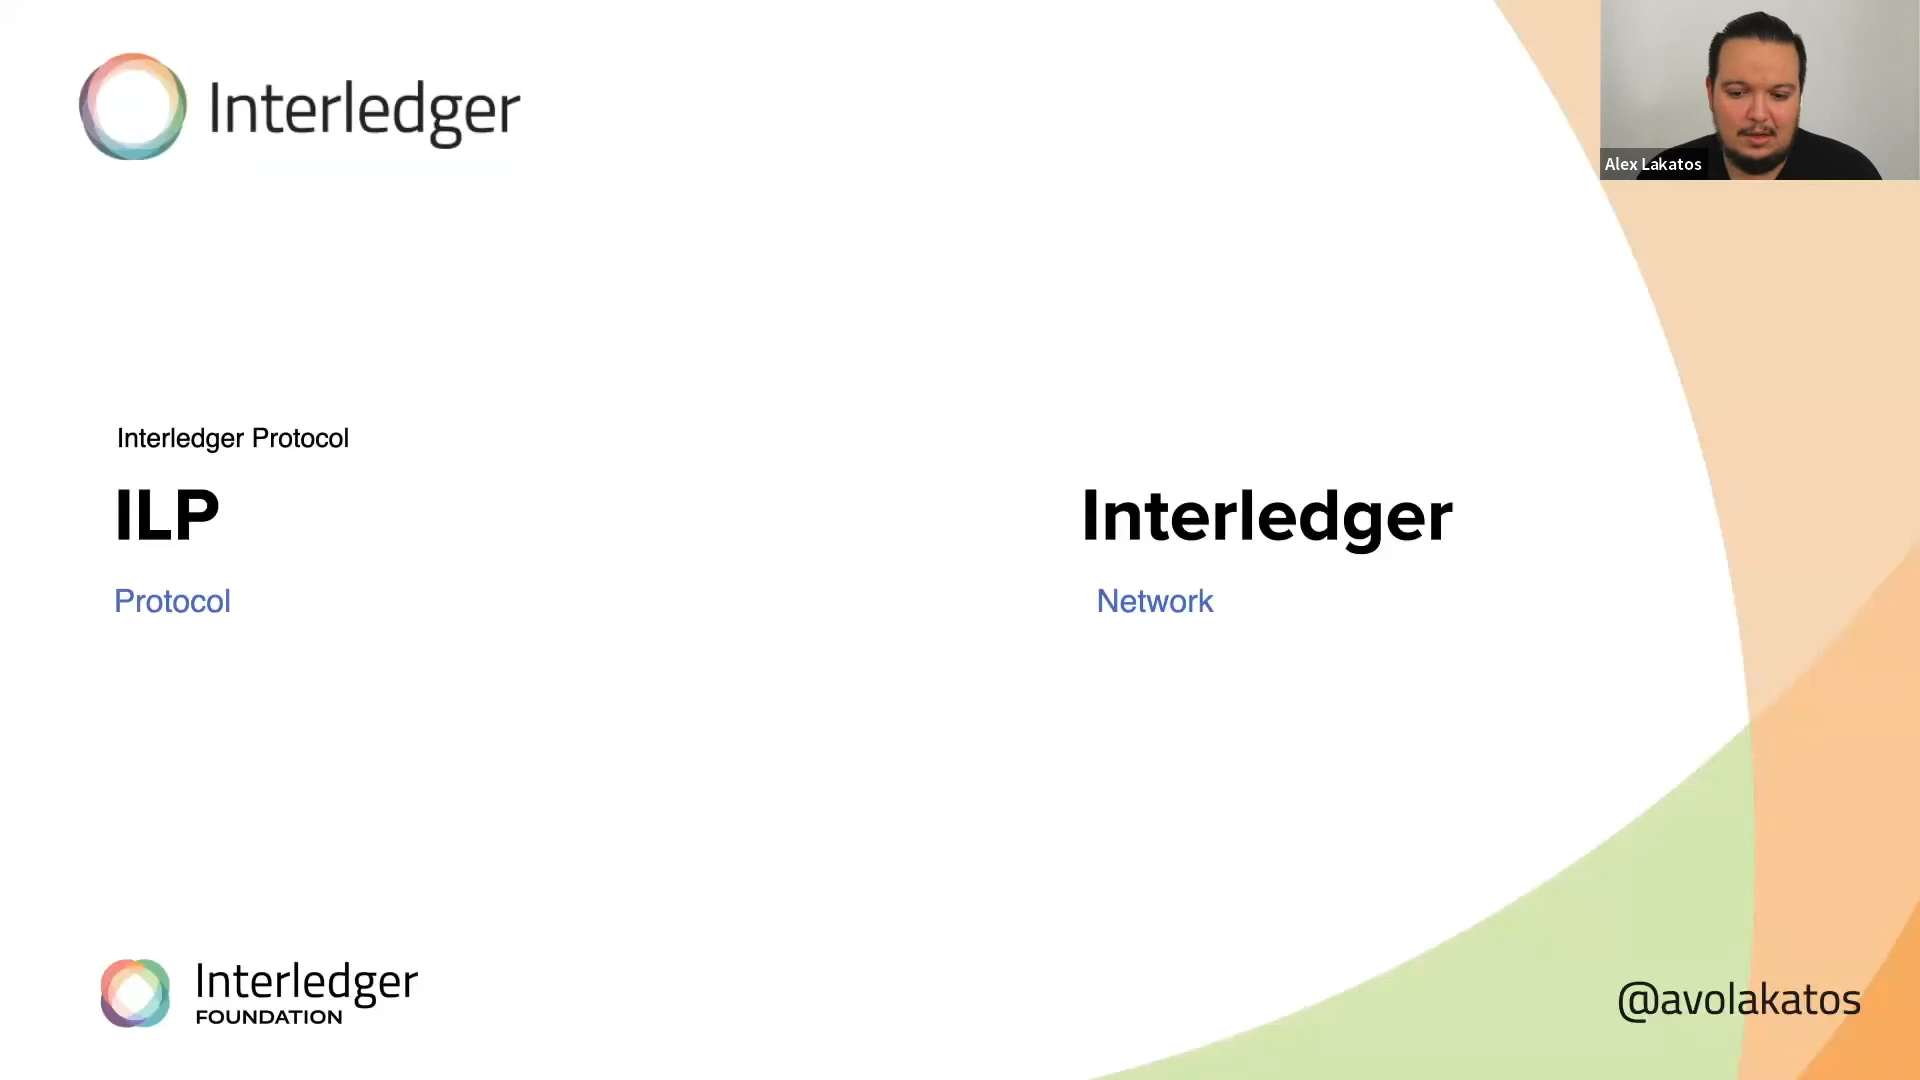 Interledger
Alex Lakatos
Interledger Protocol
ILP
Protocol
Interledger
Network
Interledger
FOUNDATION
@avolakatos